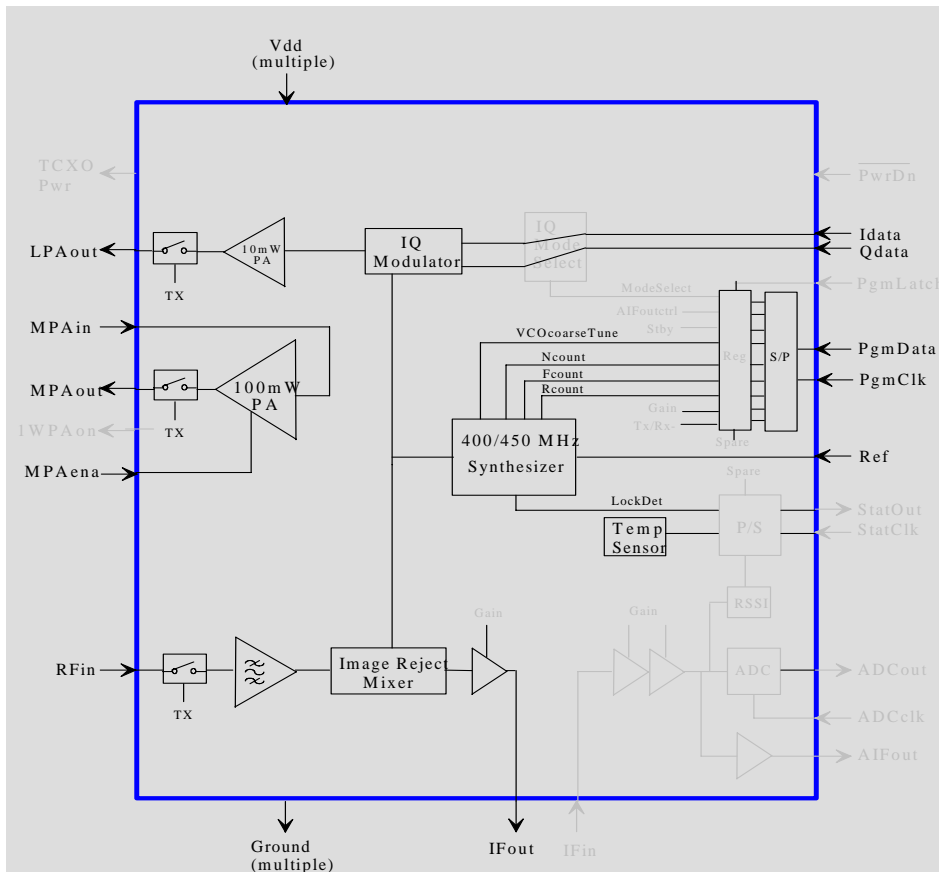 Vdd
(multiple)
TCXO
Pwr
PwrDn
LPAout
10mW
PA
TX
IQ
Modulator
IQ
Mode
Select
Idata
Qdata
ModeSelect
PgmLatch
AIFoutctrl
Stby
MPAin
VCOcoarseTune
Reg
S/P
PgmData
PgmClk
Ncount
Fcount
Rcount
MPAout
100mW
PA
TX
1WPAon
Gain
Tx/Rx-
Spare
MPAena
400/450 MHz
Synthesizer
Ref
Spare
LockDet
P/S
StatOut
StatClk
Temp
Sensor
RSSI
Gain
Gain
RFin
TX
Image Reject
Mixer
ADC
ADCout
ADCclk
AIFout
Ground
(multiple)
IFout
IFin